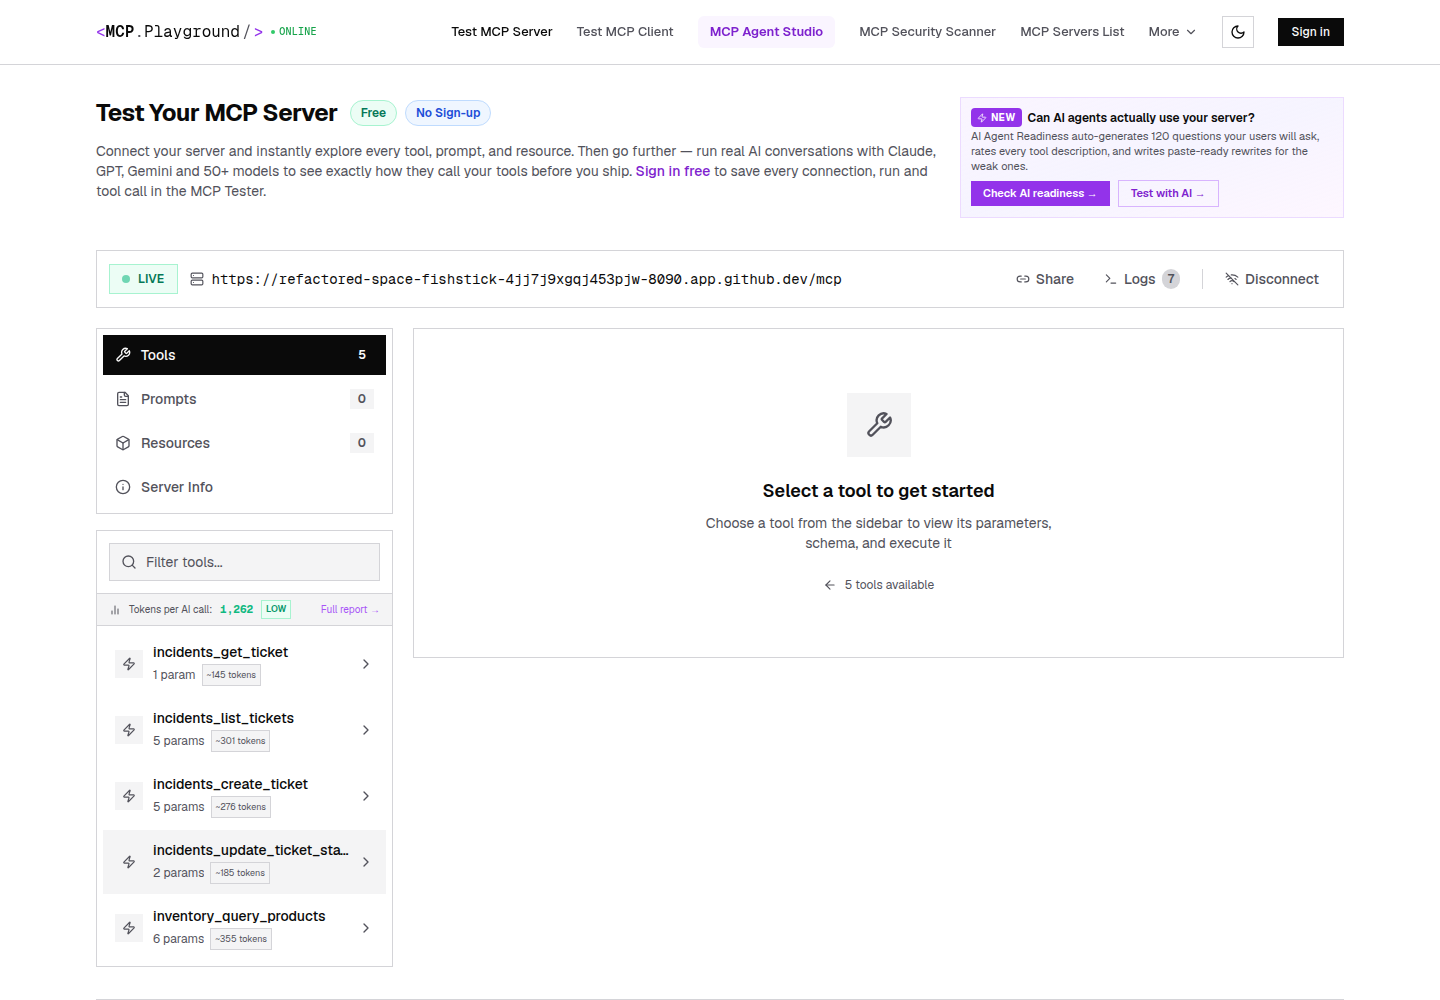 <MCP.Playground/> ONLINE
Test MCP Server
Test MCP Client
MCP Agent Studio
MCP Security Scanner
MCP Servers List
More
Sign in
Test Your MCP Server
Free
No Sign-up
Connect your server and instantly explore every tool, prompt, and resource. Then go further — run real AI conversations with Claude,
GPT, Gemini and 50+ models to see exactly how they call your tools before you ship. Sign in free to save every connection, run and
tool call in the MCP Tester.
NEW Can AI agents actually use your server?
AI Agent Readiness auto-generates 120 questions your users will ask,
rates every tool description, and writes paste-ready rewrites for the
weak ones.
Check AI readiness →
Test with AI →
LIVE
https://refactored-space-fishstick-4jj7j9xgqj453pjw-8090.app.github.dev/mcp
Share
Logs 7
Disconnect
Tools 5
Prompts 0
Resources 0
Server Info
Filter tools...
Tokens per AI call: 1,262 LOW Full report →
incidents_get_ticket
1 param ~145 tokens
incidents_list_tickets
5 params ~301 tokens
incidents_create_ticket
5 params ~276 tokens
incidents_update_ticket_sta...
2 params ~185 tokens
inventory_query_products
6 params ~355 tokens
Select a tool to get started
Choose a tool from the sidebar to view its parameters,
schema, and execute it
← 5 tools available